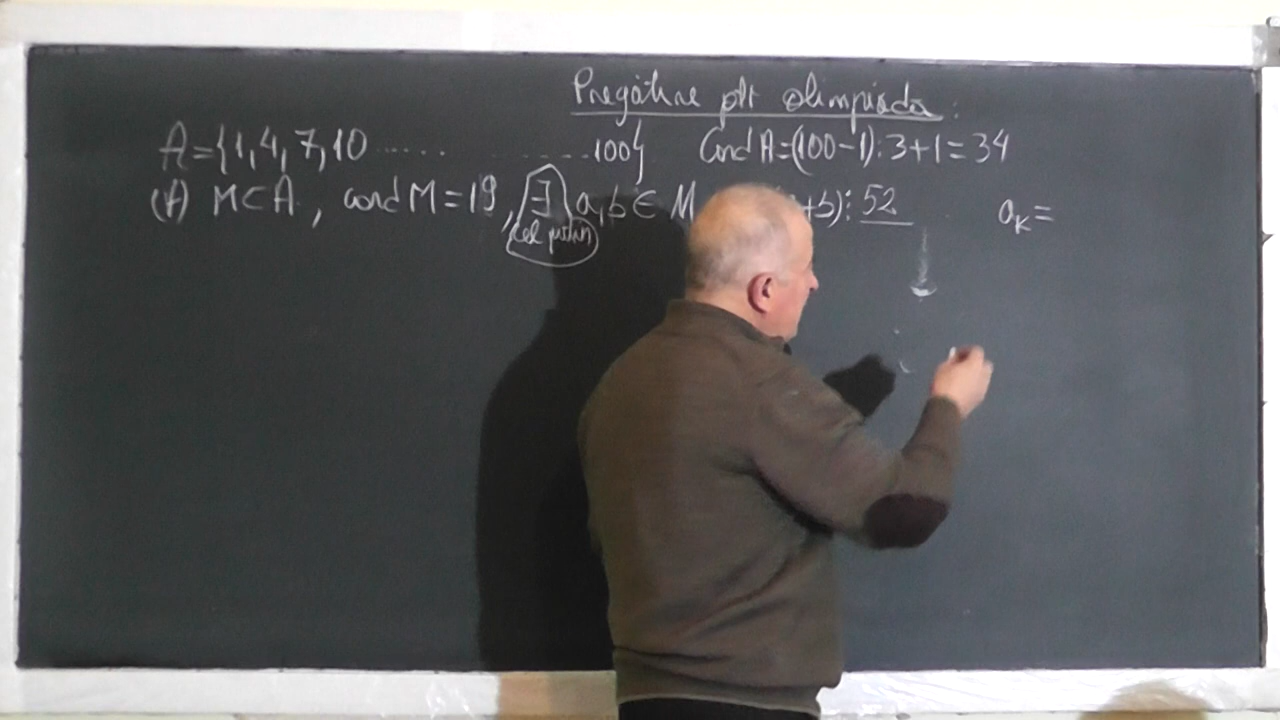 Pregătire ptr olimpiada:
A={1, 4, 7, 10 ................100} Card A=(100-1):3+1=34
(∀) M⊂A, card M=19, ∃ a,b ∈ M +b):52 a_K=
cel puțin